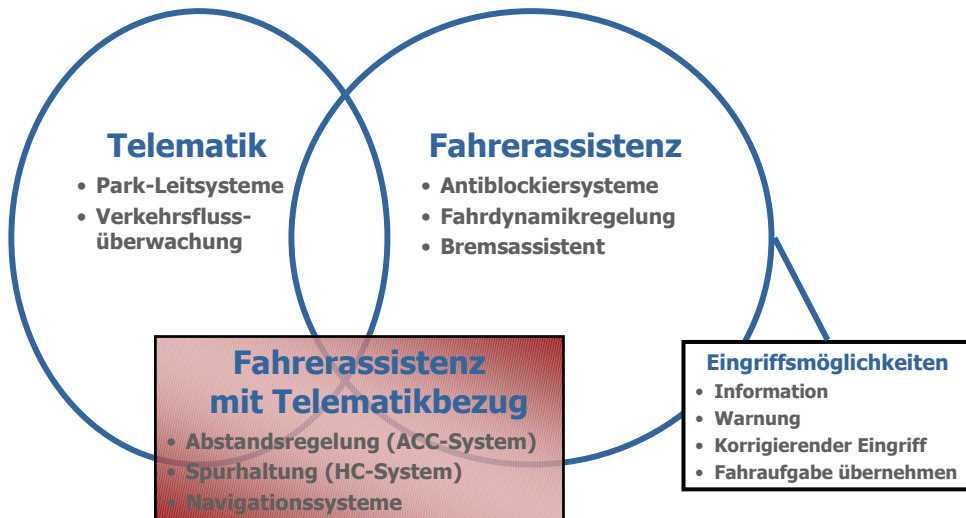 Telematik
• Park-Leitsysteme
• Verkehrsfluss-
überwachung
Fahrerassistenz
• Antiblockiersysteme
• Fahrdynamikregelung
• Bremsassistent
Fahrerassistenz
mit Telematikbezug
• Abstandsregelung (ACC-System)
• Spurhaltung (HC-System)
• Navigationssysteme
Eingriffsmöglichkeiten
• Information
• Warnung
• Korrigierender Eingriff
• Fahraufgabe übernehmen